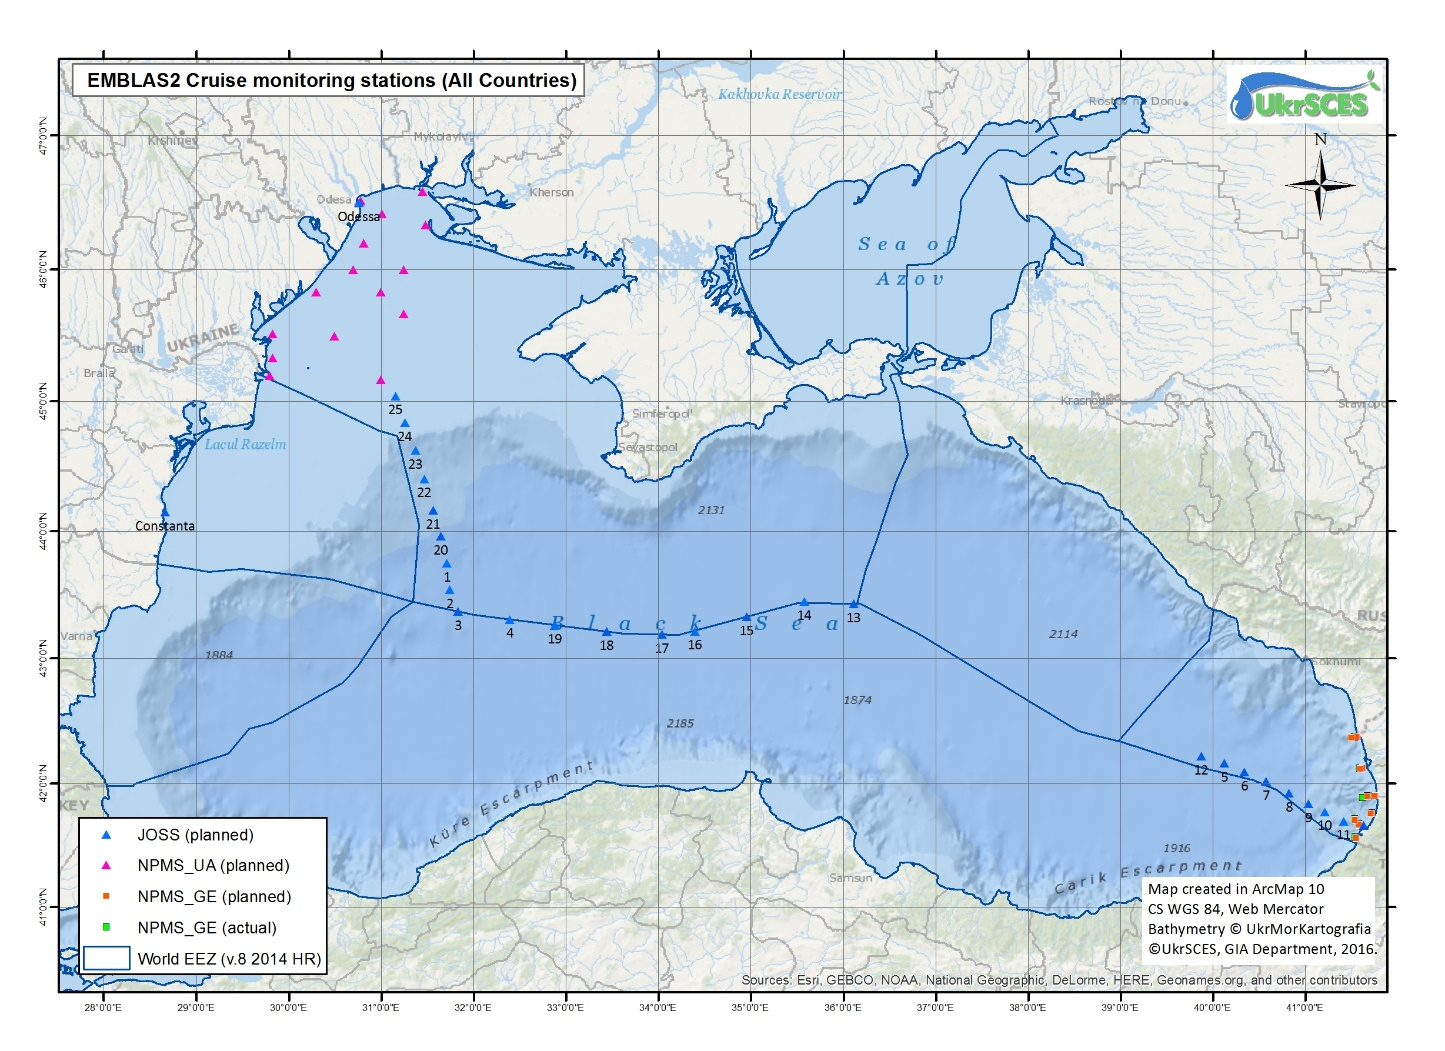 EMBLAS2 Cruise monitoring stations (All Countries)
UkrSCES
N
Kakhovka Reservoir
Rostov na Donu
Kishinev
Mykolayiv
Kherson
Odesa
Odessa
Sea of
Azov
UKRAINE
Galati
Braila
Lacul Razelm
Simferopol'
Sevastopol
Krasnodar
Stavropo
Constanta
Varna
RUS
Sokhumi
Black Sea
25
24
23
22
21
20
1
2
3
4
19
18
17
16
15
14
13
12
5
6
7
8
9
10
11
2131
2114
1884
1874
2185
1916
Küre Escarpment
Carik Escarpment
Samsun
KEY
JOSS (planned)
NPMS_UA (planned)
NPMS_GE (planned)
NPMS_GE (actual)
World EEZ (v.8 2014 HR)
Map created in ArcMap 10
CS WGS 84, Web Mercator
Bathymetry © UkrMorKartografia
©UkrSCES, GIA Department, 2016.
Sources: Esri, GEBCO, NOAA, National Geographic, DeLorme, HERE, Geonames.org, and other contributors
47°0'0"N
46°0'0"N
45°0'0"N
44°0'0"N
43°0'0"N
42°0'0"N
41°0'0"N
28°0'0"E 29°0'0"E 30°0'0"E 31°0'0"E 32°0'0"E 33°0'0"E 34°0'0"E 35°0'0"E 36°0'0"E 37°0'0"E 38°0'0"E 39°0'0"E 40°0'0"E 41°0'0"E